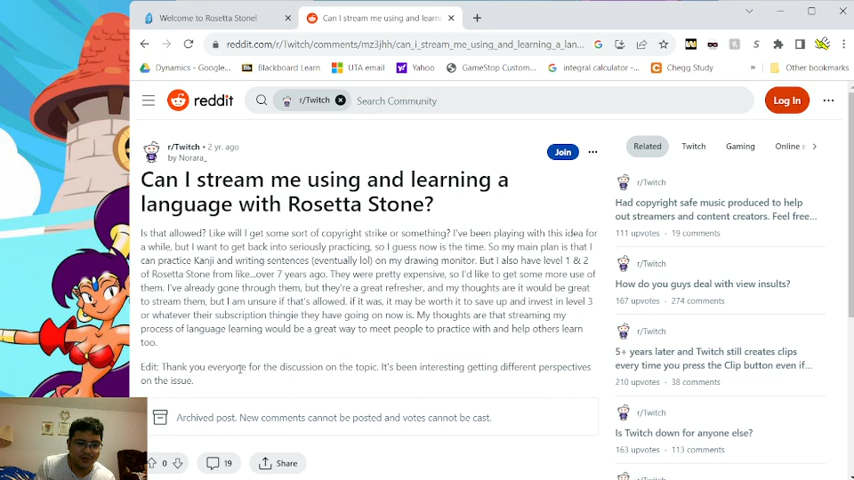 Welcome to Rosetta Stone!
Can I stream me using and learnin
reddit.com/r/Twitch/comments/mz3jhh/can_i_stream_me_using_and_learning_a_lan...
Dynamics - Google...
Blackboard Learn
UTA email
Yahoo
GameStop Custom...
integral calculator -...
Chegg Study
»
Other bookmarks
reddit
r/Twitch
Search Community
Log In
r/Twitch • 2 yr. ago
by Norara_
Join
Can I stream me using and learning a
language with Rosetta Stone?
Is that allowed? Like will I get some sort of copyright strike or something? I've been playing with this idea for
a while, but I want to get back into seriously practicing, so I guess now is the time. So my main plan is that I
can practice Kanji and writing sentences (eventually lol) on my drawing monitor. But I also have level 1 & 2
of Rosetta Stone from like...over 7 years ago. They were pretty expensive, so I'd like to get some more use of
them. I've already gone through them, but they're a great refresher, and my thoughts are it would be great
to stream them, but I am unsure if that's allowed. if it was, it may be worth it to save up and invest in level 3
or whatever their subscription thingie they have going on now is. My thoughts are that streaming my
process of language learning would be a great way to meet people to practice with and help others learn
too.
Edit: Thank you everyone for the discussion on the topic. It's been interesting getting different perspectives
on the issue.
Archived post. New comments cannot be posted and votes cannot be cast.
0
19
Share
Related
Twitch
Gaming
Online s
r/Twitch
Had copyright safe music produced to help
out streamers and content creators. Feel free...
111 upvotes • 19 comments
r/Twitch
How do you guys deal with view insults?
167 upvotes • 274 comments
r/Twitch
5+ years later and Twitch still creates clips
every time you press the Clip button even if...
210 upvotes • 38 comments
r/Twitch
Is Twitch down for anyone else?
163 upvotes • 113 comments
r/Twitch